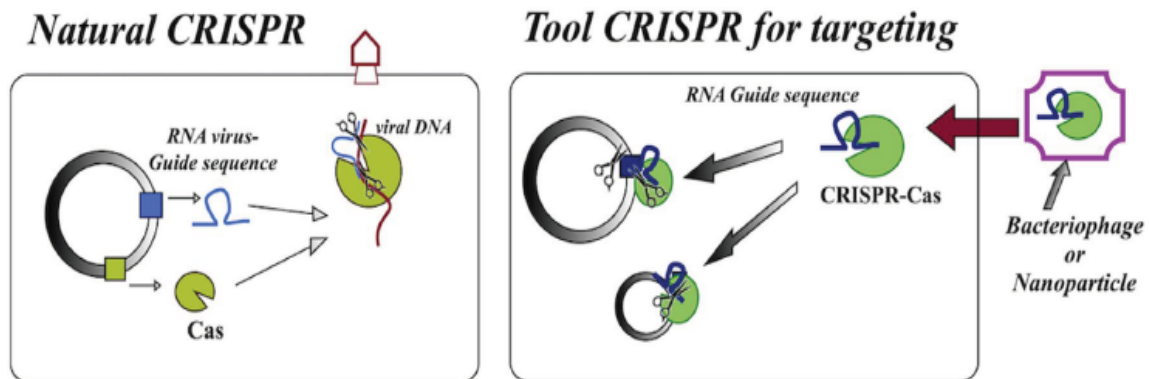 Natural CRISPR
RNA virus-
Guide sequence
viral DNA
Cas
Tool CRISPR for targeting
RNA Guide sequence
CRISPR-Cas
Bacteriophage
or
Nanoparticle